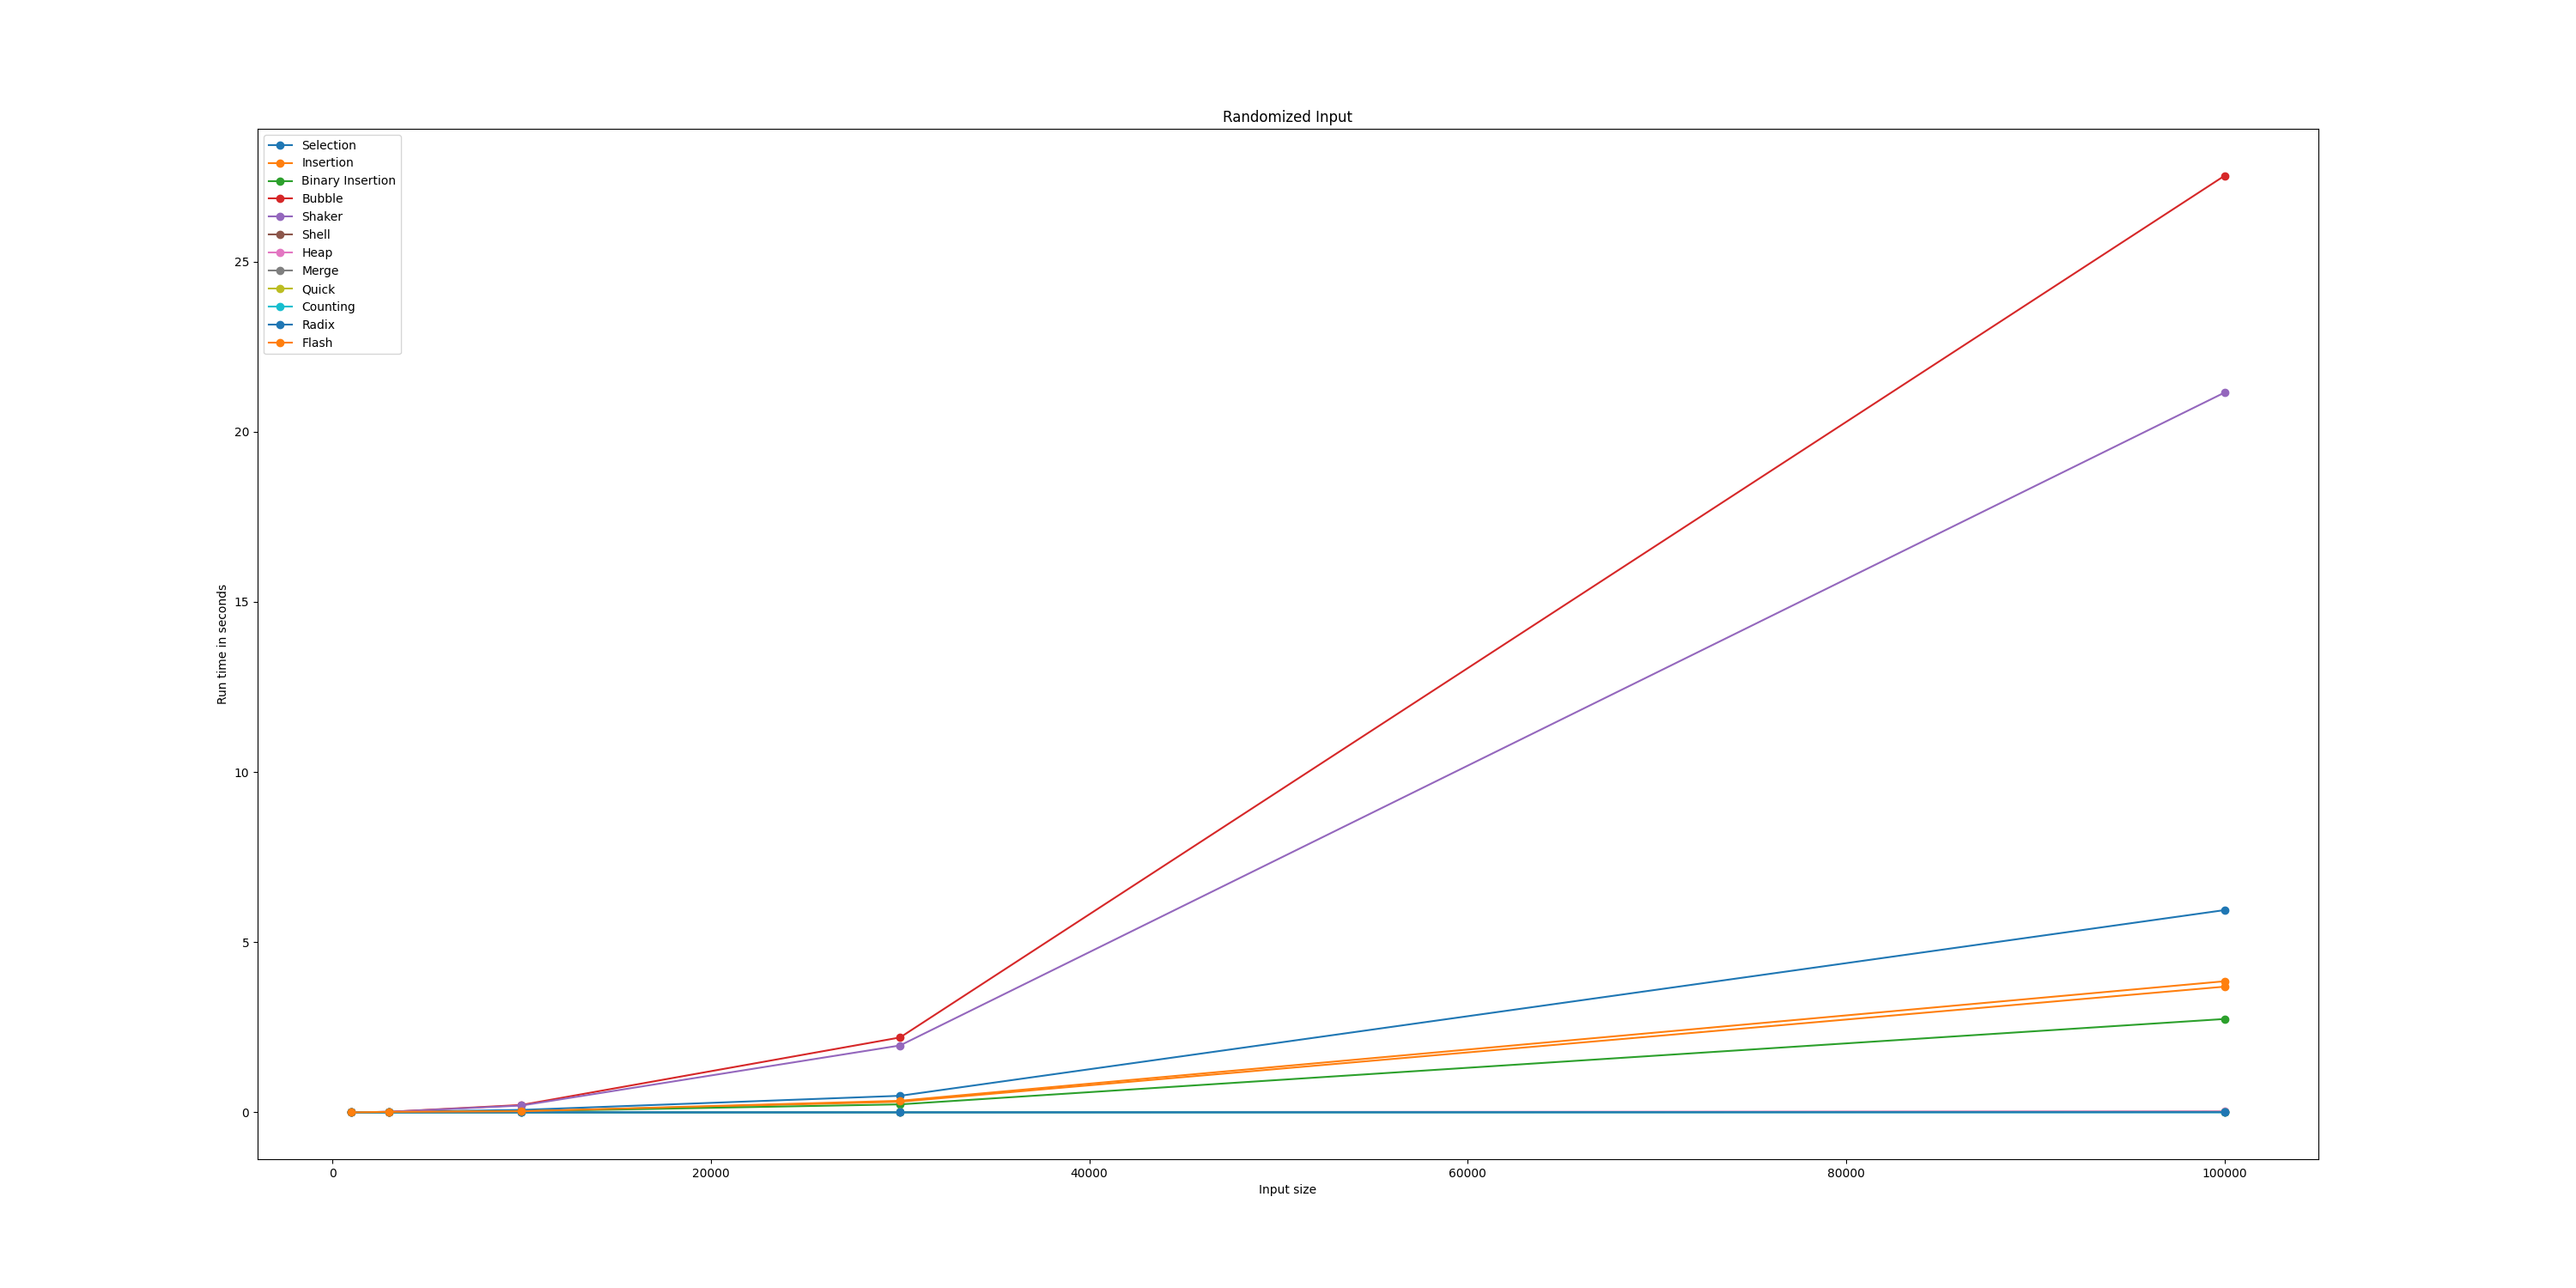 Randomized Input
Selection
Insertion
Binary Insertion
Bubble
Shaker
Shell
Heap
Merge
Quick
Counting
Radix
Flash
25
20
15
10
5
0
Run time in seconds
0 20000 40000 60000 80000 100000
Input size